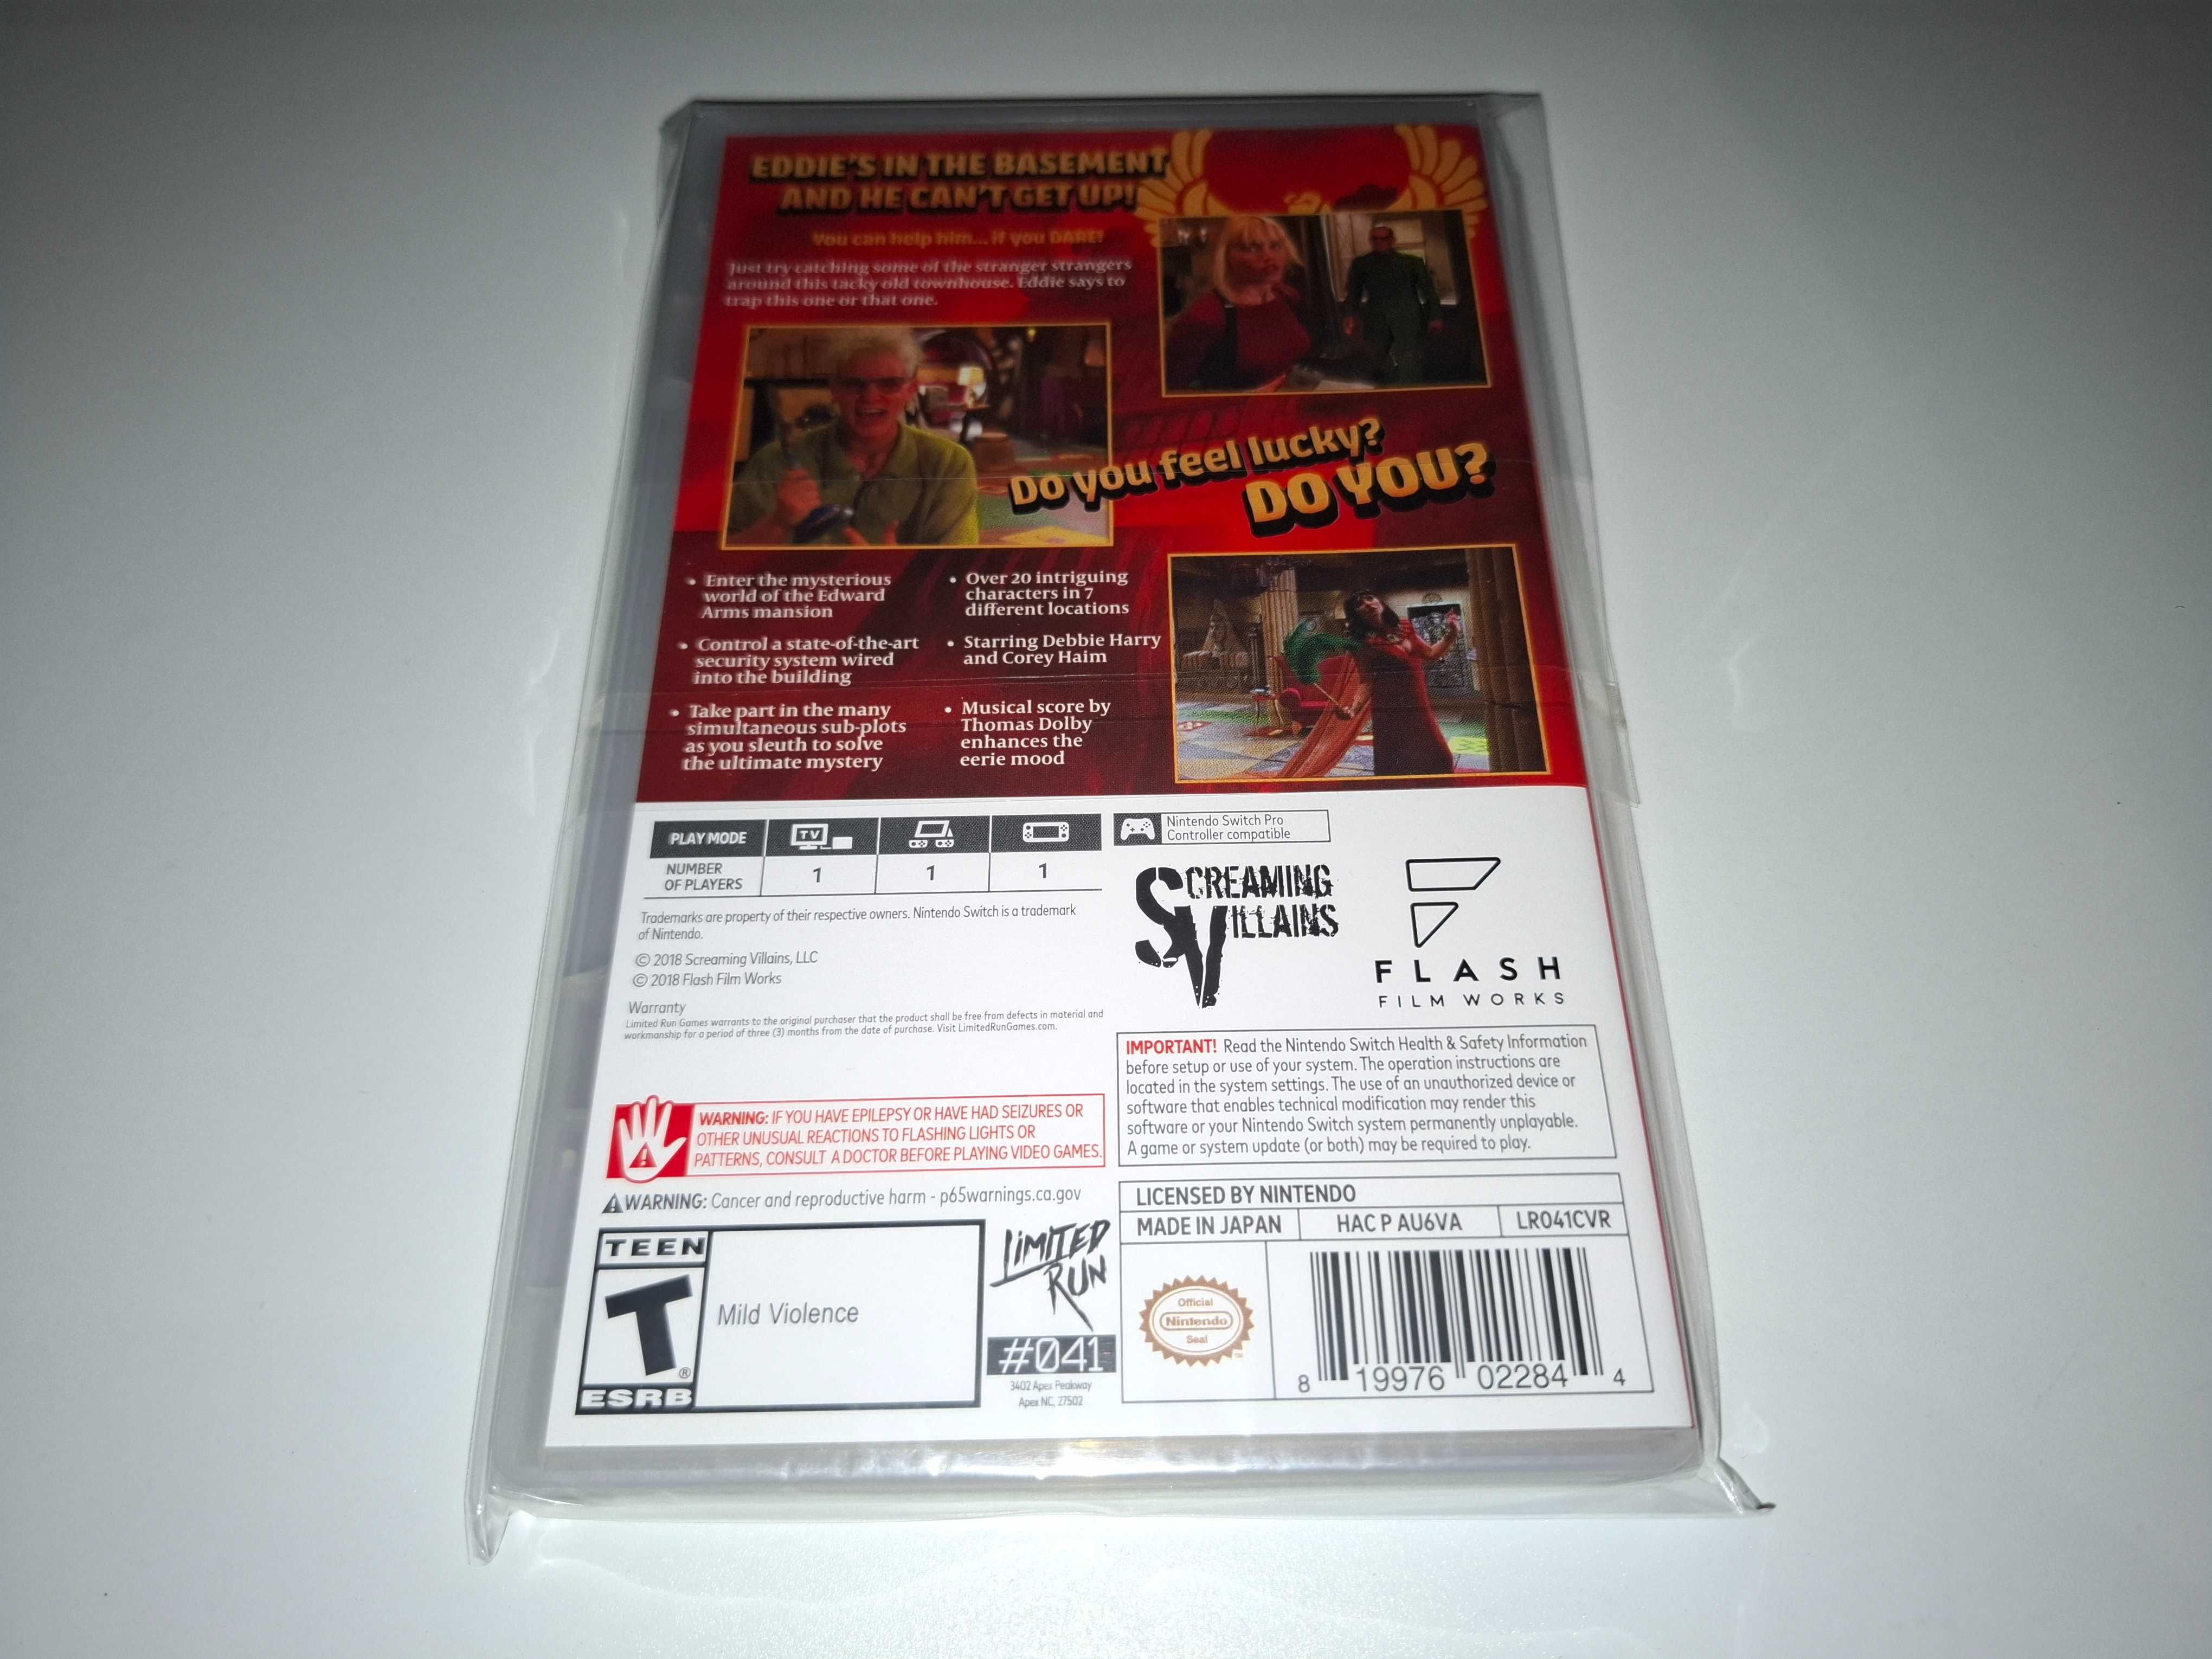 EDDIE'S IN THE BASEMENT
AND HE CAN'T GET UP!
You can help him... if you DARE!
Just try catching some of the stranger strangers
around this tacky old townhouse. Eddie says to
trap this one or that one.
Do you feel lucky?
DO YOU?
• Enter the mysterious
world of the Edward
Arms mansion
• Control a state-of-the-art
security system wired
into the building
• Take part in the many
simultaneous sub-plots
as you sleuth to solve
the ultimate mystery
• Over 20 intriguing
characters in 7
different locations
• Starring Debbie Harry
and Corey Haim
• Musical score by
Thomas Dolby
enhances the
eerie mood
PLAY MODE
TV
NUMBER
OF PLAYERS
1
1
1
Nintendo Switch Pro
Controller compatible
SCREAMING
VILLAINS
FLASH
FILM WORKS
Trademarks are property of their respective owners. Nintendo Switch is a trademark
of Nintendo.
© 2018 Screaming Villains, LLC
© 2018 Flash Film Works
Warranty
Limited Run Games warrants to the original purchaser that the product shall be free from defects in material and
workmanship for a period of three (3) months from the date of purchase. Visit LimitedRunGames.com.
IMPORTANT! Read the Nintendo Switch Health & Safety Information
before setup or use of your system. The operation instructions are
located in the system settings. The use of an unauthorized device or
software that enables technical modification may render this
software or your Nintendo Switch system permanently unplayable.
A game or system update (or both) may be required to play.
WARNING: IF YOU HAVE EPILEPSY OR HAVE HAD SEIZURES OR
OTHER UNUSUAL REACTIONS TO FLASHING LIGHTS OR
PATTERNS, CONSULT A DOCTOR BEFORE PLAYING VIDEO GAMES.
WARNING: Cancer and reproductive harm - p65warnings.ca.gov
TEEN
T
®
ESRB
Mild Violence
LIMITED
RUN
#041
3402 Apex Peakway
Apex NC, 27502
LICENSED BY NINTENDO
MADE IN JAPAN
HAC P AU6VA
LR041CVR
Official
Nintendo
Seal
TM
8 19976 02284 4